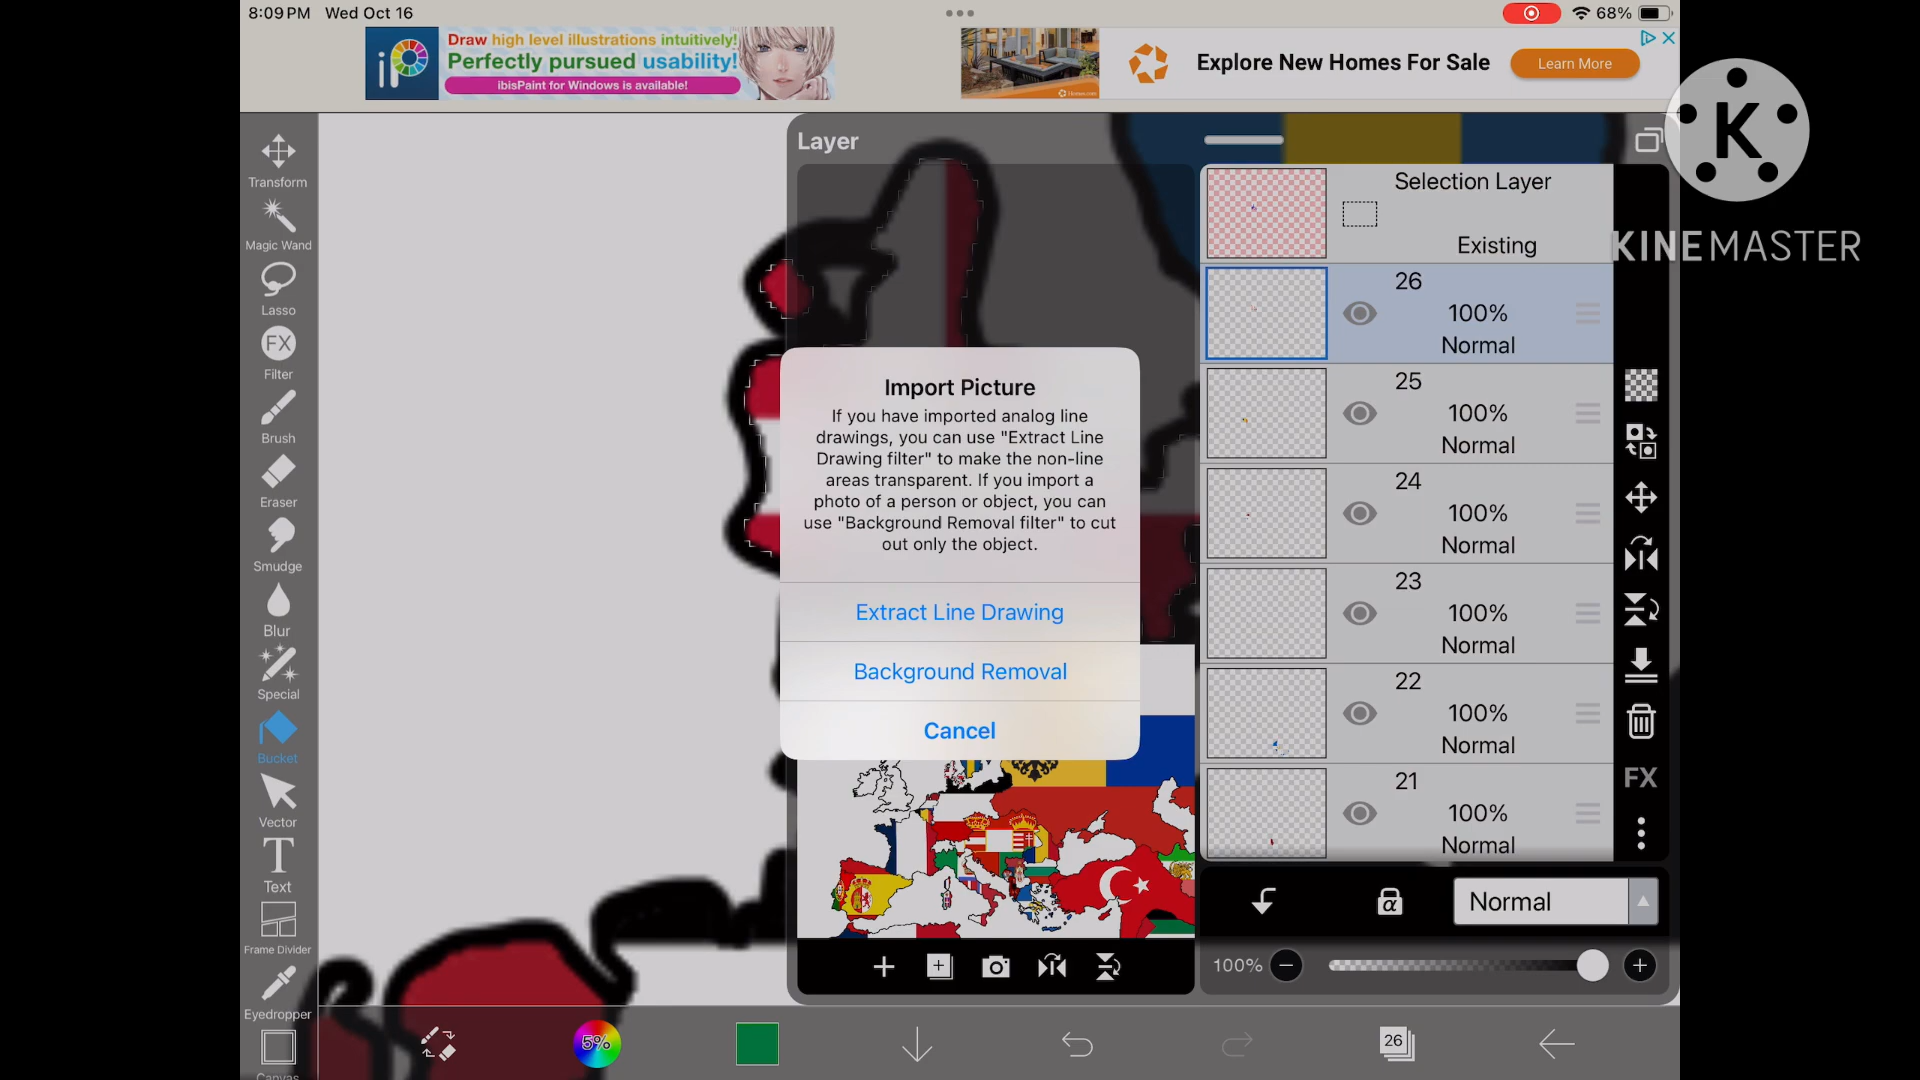 8:09 PM Wed Oct 16
68%
iP
Draw high level illustrations intuitively!
Perfectly pursued usability!
ibisPaint for Windows is available!
Explore New Homes For Sale
Learn More
K
KINEMASTER
Transform
Magic Wand
Lasso
FX
Filter
Brush
Eraser
Smudge
Blur
Special
Bucket
Vector
T
Text
Frame Divider
Eyedropper
Canvas
Layer
Import Picture
If you have imported analog line
drawings, you can use "Extract Line
Drawing filter" to make the non-line
areas transparent. If you import a
photo of a person or object, you can
use "Background Removal filter" to cut
out only the object.
Extract Line Drawing
Background Removal
Cancel
Selection Layer
Existing
26
100%
Normal
25
100%
Normal
24
100%
Normal
23
100%
Normal
22
100%
Normal
21
100%
Normal
FX
α
Normal
100%
5%
26